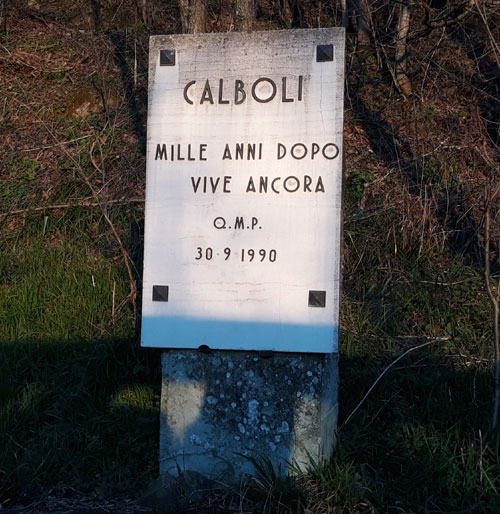 CALBOLI
MILLE ANNI DOPO
VIVE ANCORA
Q.M.P.
30·9·1990